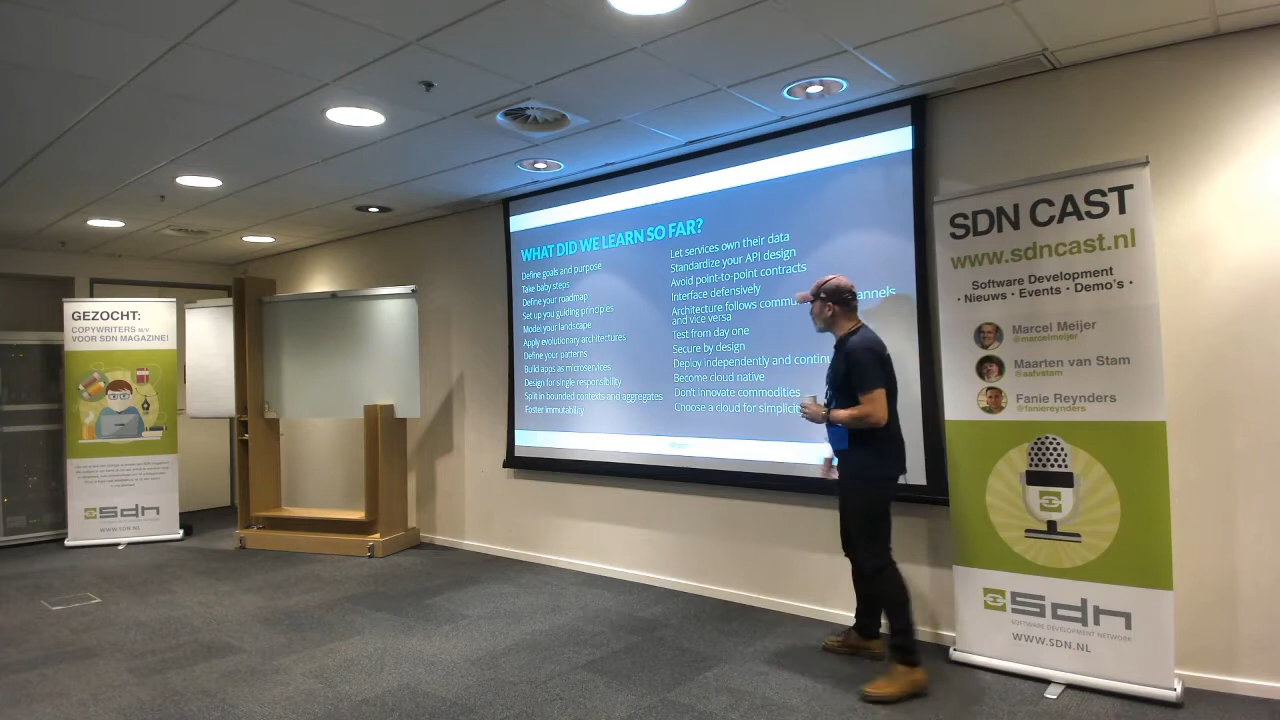 GEZOCHT:
COPYWRITERS M/V
VOOR SDN MAGAZINE!
sdn
WWW.SDN.NL
WHAT DID WE LEARN SO FAR?
Define goals and purpose
Take baby steps
Define your roadmap
Set up your guiding principles
Model your landscape
Apply evolutionary architectures
Define your patterns
Build apps as microservices
Design for single responsibility
Split in bounded contexts and aggregates
Foster immutability
Let services own their data
Standardize your API design
Avoid point-to-point contracts
Interface defensively
Architecture follows
and vice versa
Test from day one
Secure by design
Deploy independently and
Become cloud native
Don't innovate commodities
Choose a cloud for
SDN CAST
www.sdncast.nl
Software Development
• Nieuws • Events • Demo's •
Marcel Meijer
@marcelmeijer
Maarten van Stam
@aafvstam
Fanie Reynders
@faniereynders
sdn
SOFTWARE DEVELOPMENT NETWORK
WWW.SDN.NL